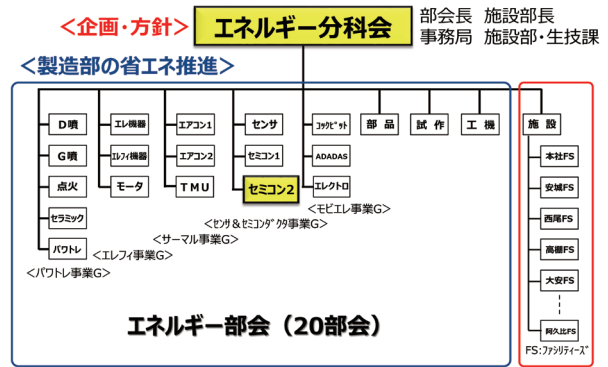 ＜企画・方針＞
エネルギー分科会
部会長 施設部長
事務局 施設部・生技課
＜製造部の省エネ推進＞
D噴
G噴
点火
セラミック
パワトレ
＜パワトレ事業G＞
エレ機器
エレフィ機器
モータ
＜エレフィ事業G＞
エアコン1
エアコン2
TMU
＜サーマル事業G＞
センサ
セミコン1
セミコン2
＜センサ＆セミコンダクタ事業G＞
コックピット
ADADAS
エレクトロ
＜モビエレ事業G＞
部品
試作
工機
施設
本社FS
安城FS
西尾FS
高棚FS
大安FS
阿久比FS
FS:ファシリティーズ
エネルギー部会（20部会）